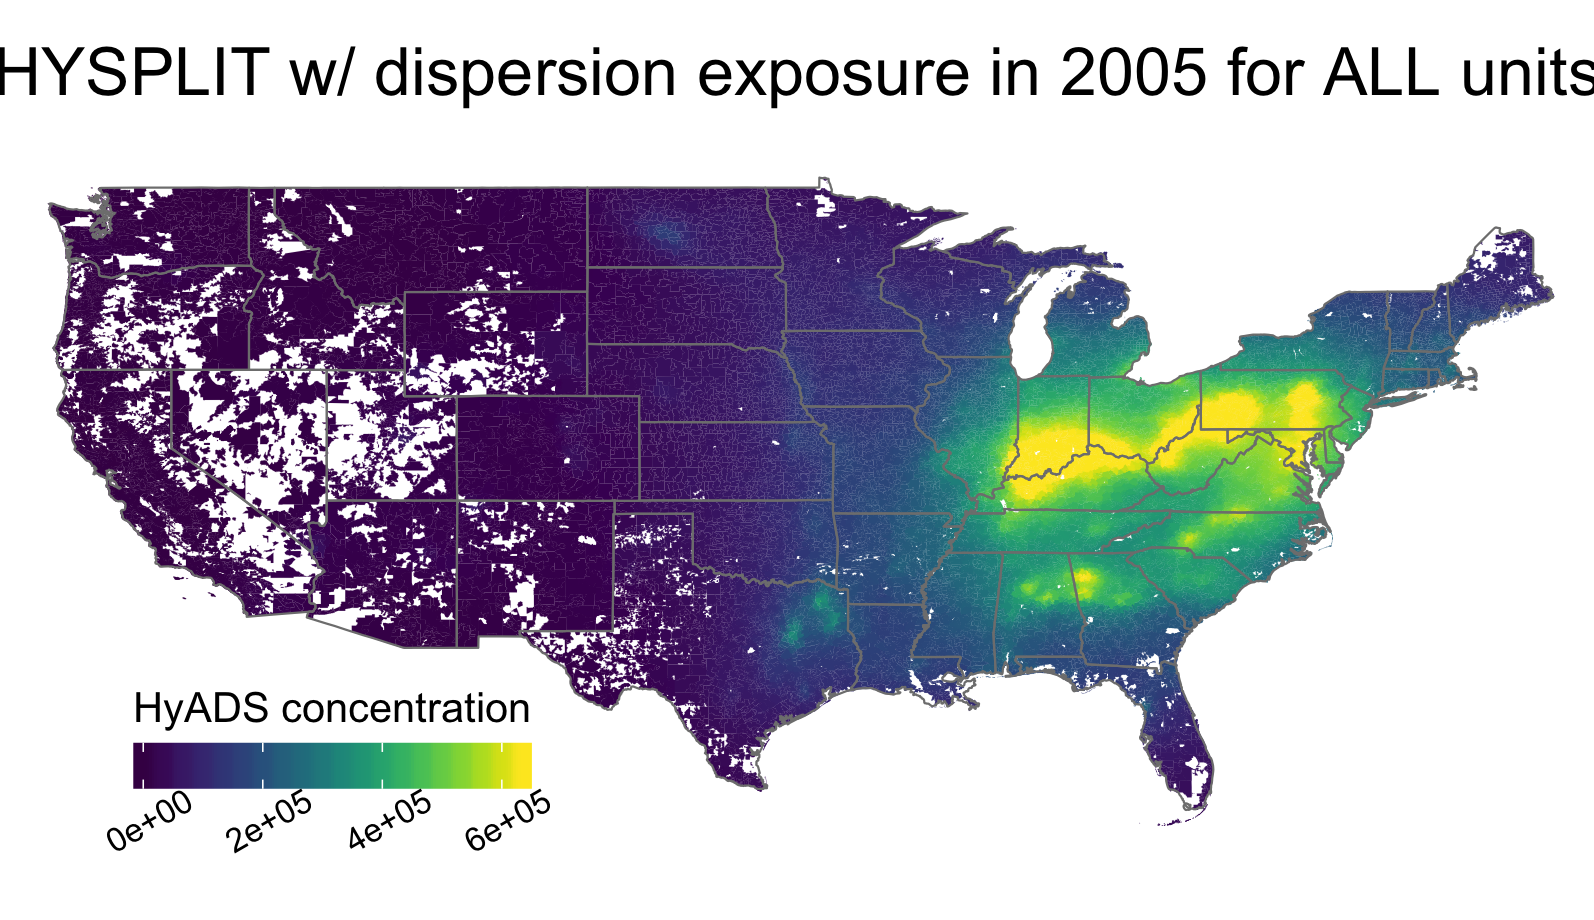 HYSPLIT w/ dispersion exposure in 2005 for ALL units
HyADS concentration
0e+00 2e+05 4e+05 6e+05